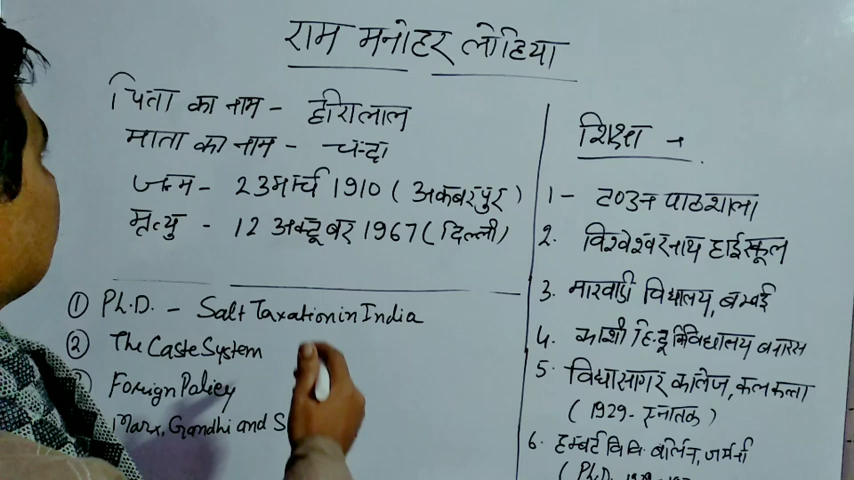 राम मनोहर लोहिया
पिता का नाम - हीरालाल
माता का नाम - चन्दा
जन्म - 23 मार्च 1910 ( अकबरपुर )
मृत्यु - 12 अक्टूबर 1967 ( दिल्ली )
① Ph.D. - Salt Taxation in India
② The Caste System
Foreign Policy
Marx, Gandhi and S
शिक्षा →
1 - टण्डन पाठशाला
2. विश्वेश्वरनाथ हाईस्कूल
3. मारवाड़ी विद्यालय, बम्बई
4. काशी हिन्दू विश्वविद्यालय बनारस
5. विद्यासागर कॉलेज, कलकत्ता
( 1929 - स्नातक )
6. हम्बर्ट वि. वि. बर्लिन, जर्मनी
( Ph.D.